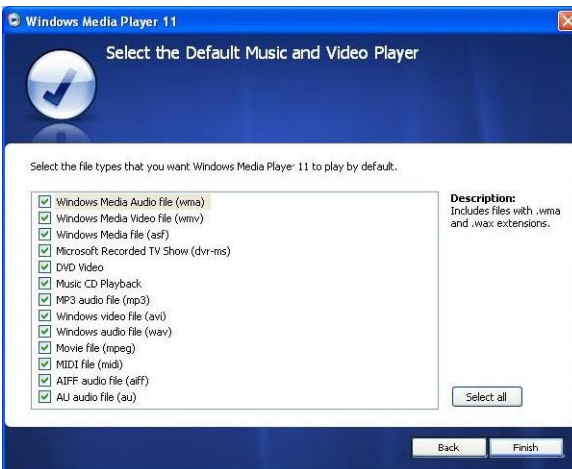 Windows Media Player 11
Select the Default Music and Video Player
Select the file types that you want Windows Media Player 11 to play by default.
Windows Media Audio file (wma)
Windows Media Video file (wmv)
Windows Media file (asf)
Microsoft Recorded TV Show (dvr-ms)
DVD Video
Music CD Playback
MP3 audio file (mp3)
Windows video file (avi)
Windows audio file (wav)
Movie file (mpeg)
MIDI file (midi)
AIFF audio file (aiff)
AU audio file (au)
Description:
Includes files with .wma
and .wax extensions.
Select all
Back
Finish